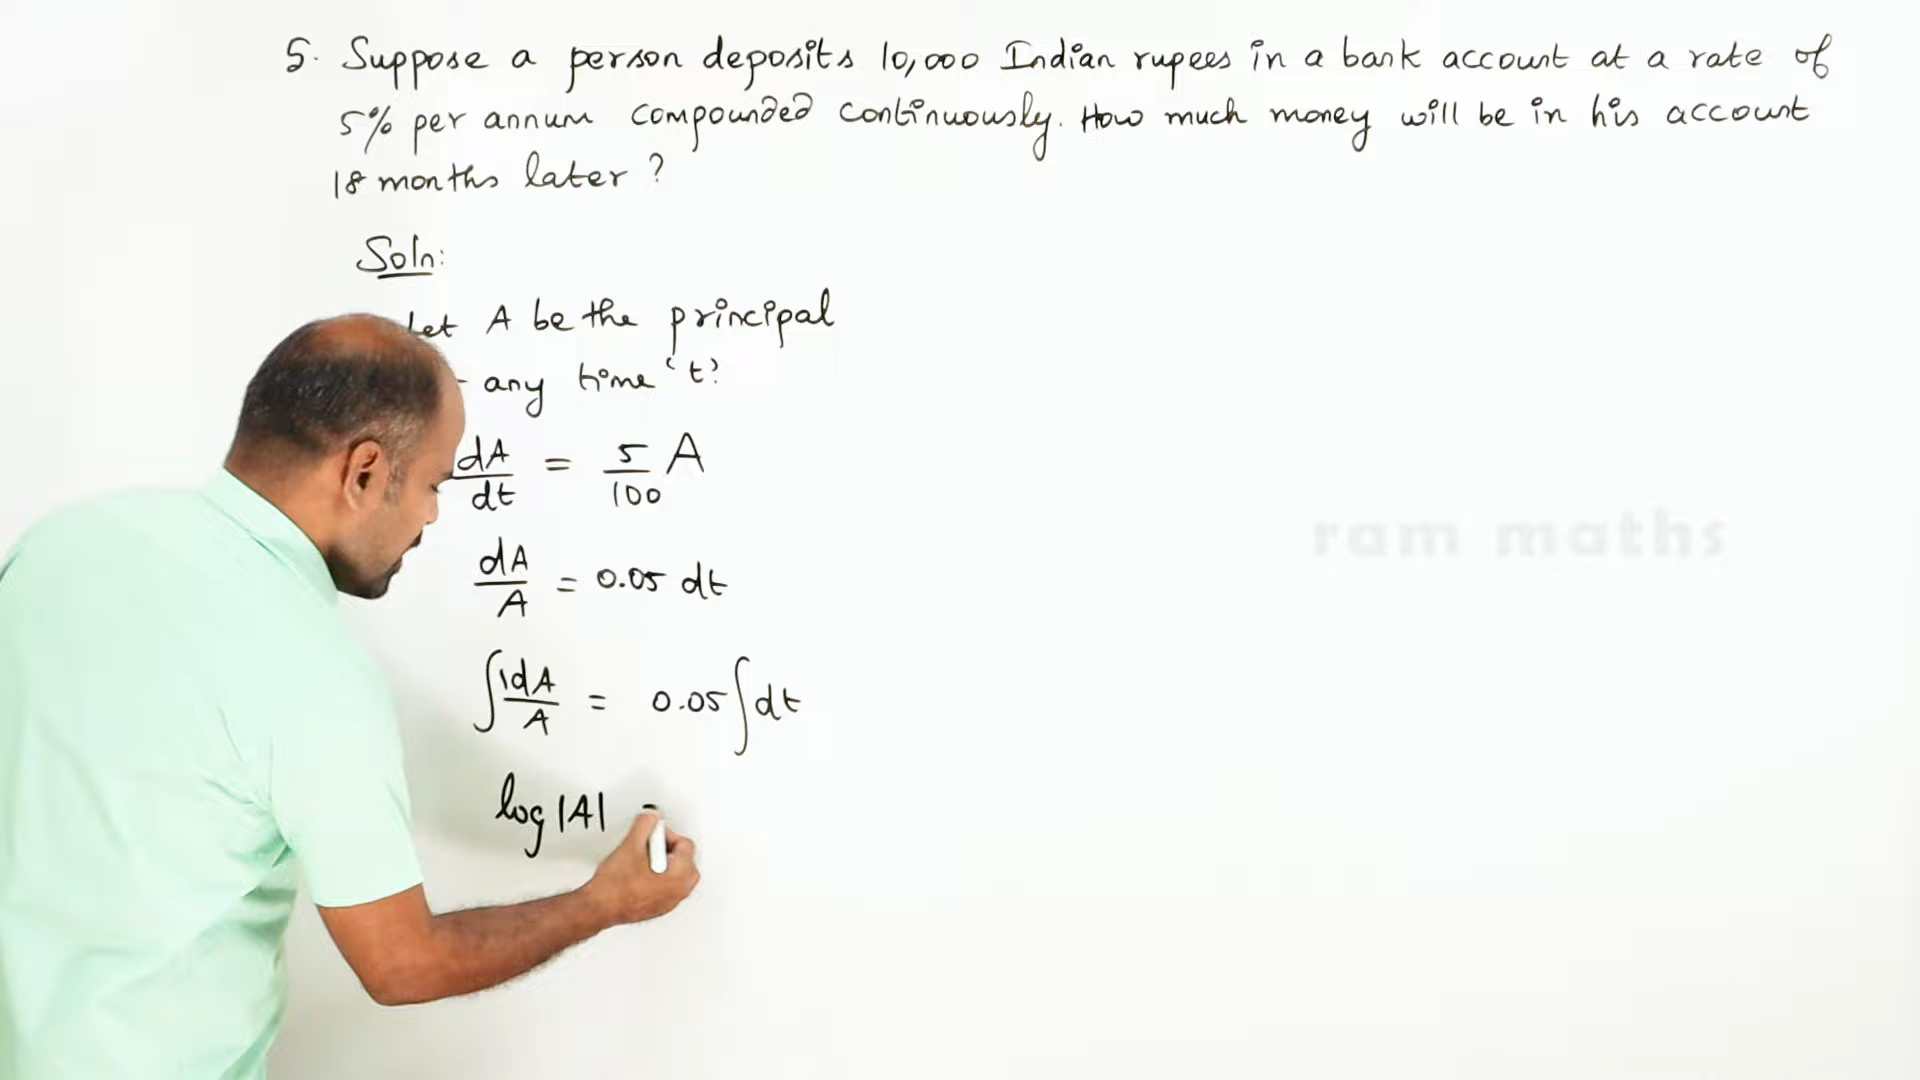 5. Suppose a person deposits 10,000 Indian rupees in a bank account at a rate of
5% per annum compounded continuously. How much money will be in his account
18 months later?
Soln:
Let A be the principal
any time 't'
dA/dt = 5/100 A
dA/A = 0.05 dt
∫1dA/A = 0.05∫dt
log|A| =
ram maths